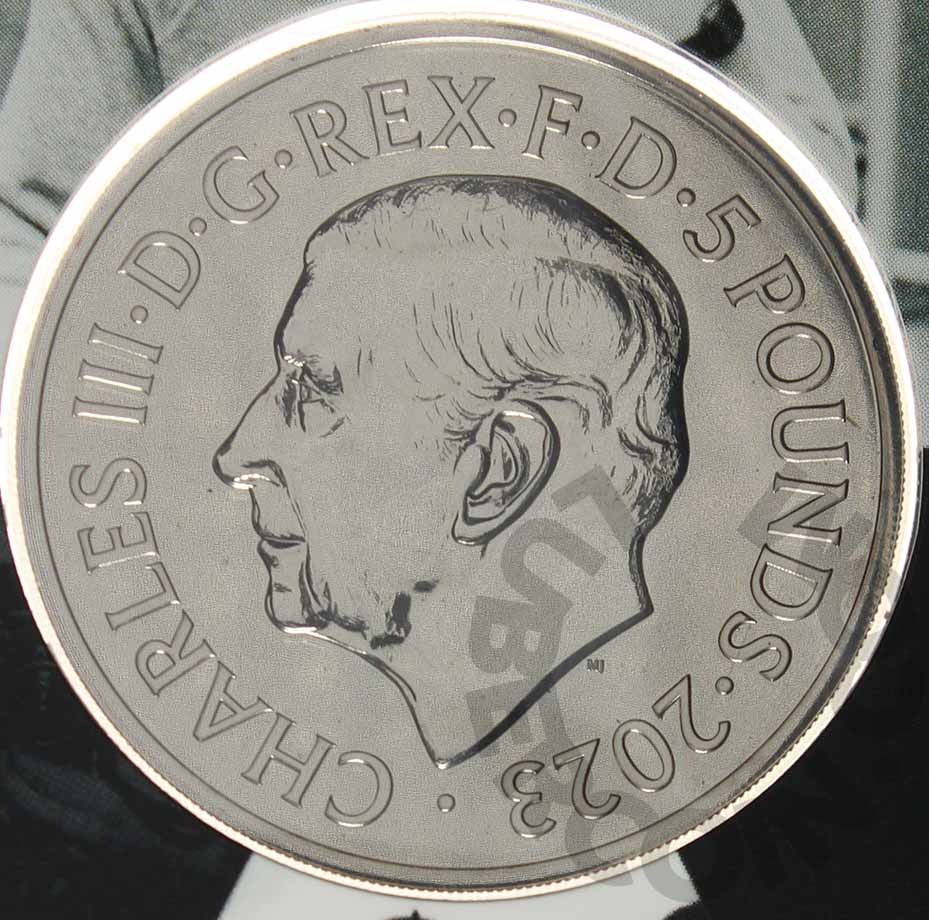 · CHARLES III · D · G · REX · F · D · 5 POUNDS · 2023
MJ